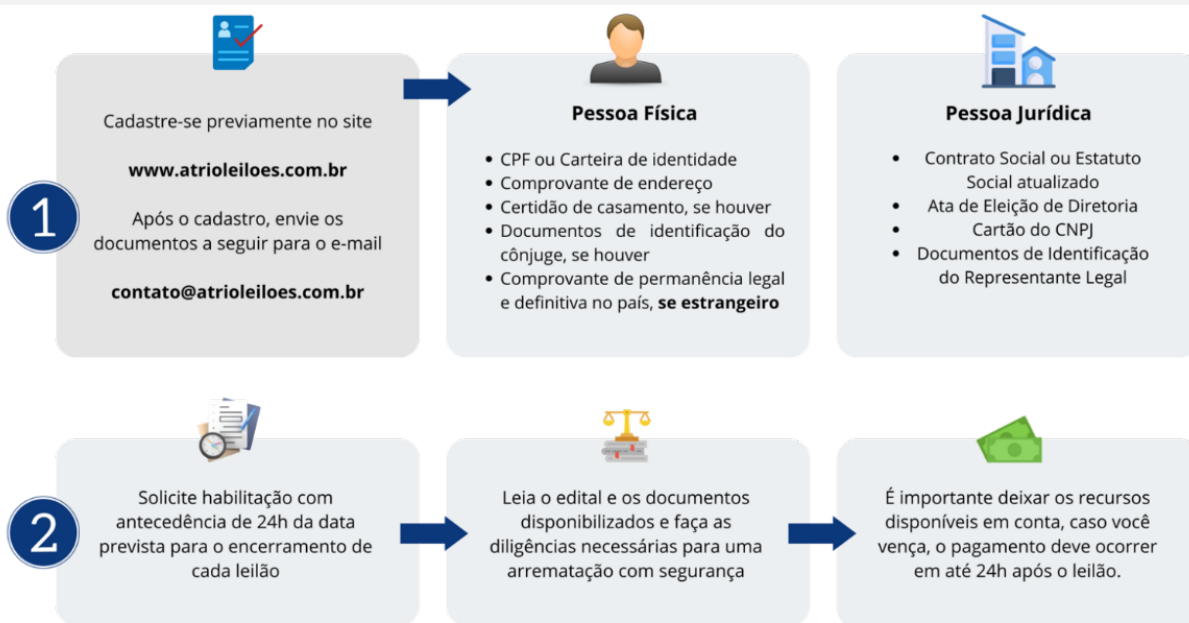 1
Cadastre-se previamente no site
www.atrioleiloes.com.br
Após o cadastro, envie os
documentos a seguir para o e-mail
contato@atrioleiloes.com.br
Pessoa Física
• CPF ou Carteira de identidade
• Comprovante de endereço
• Certidão de casamento, se houver
• Documentos de identificação do
cônjuge, se houver
• Comprovante de permanência legal
e definitiva no país, se estrangeiro
Pessoa Jurídica
• Contrato Social ou Estatuto
Social atualizado
• Ata de Eleição de Diretoria
• Cartão do CNPJ
• Documentos de Identificação
do Representante Legal
2
Solicite habilitação com
antecedência de 24h da data
prevista para o encerramento de
cada leilão
Leia o edital e os documentos
disponibilizados e faça as
diligências necessárias para uma
arrematação com segurança
É importante deixar os recursos
disponíveis em conta, caso você
vença, o pagamento deve ocorrer
em até 24h após o leilão.